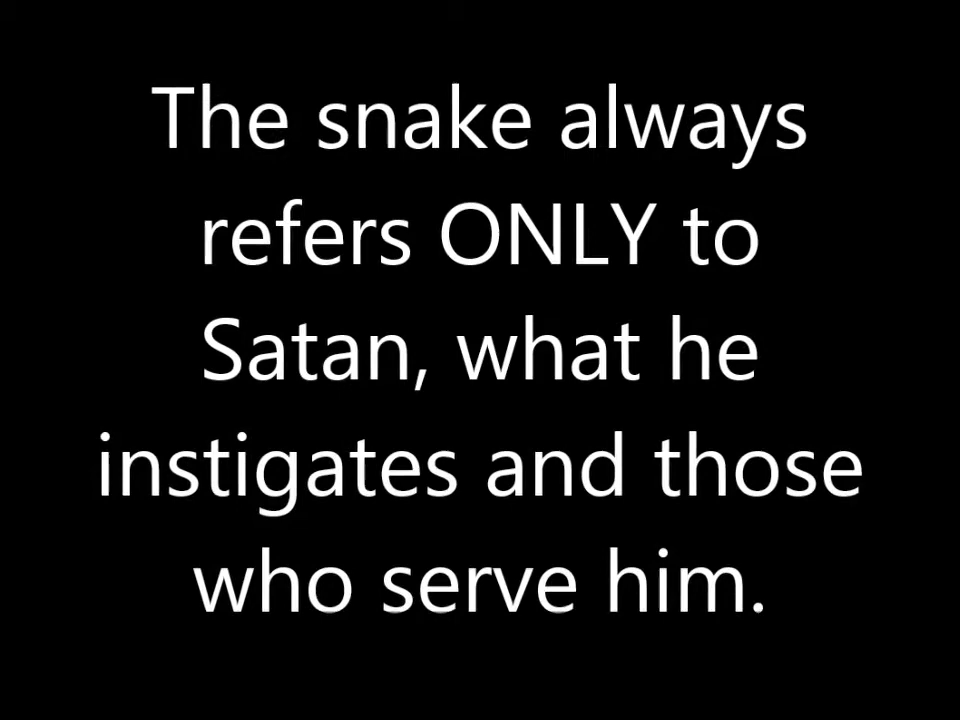 The snake always
refers ONLY to
Satan, what he
instigates and those
who serve him.